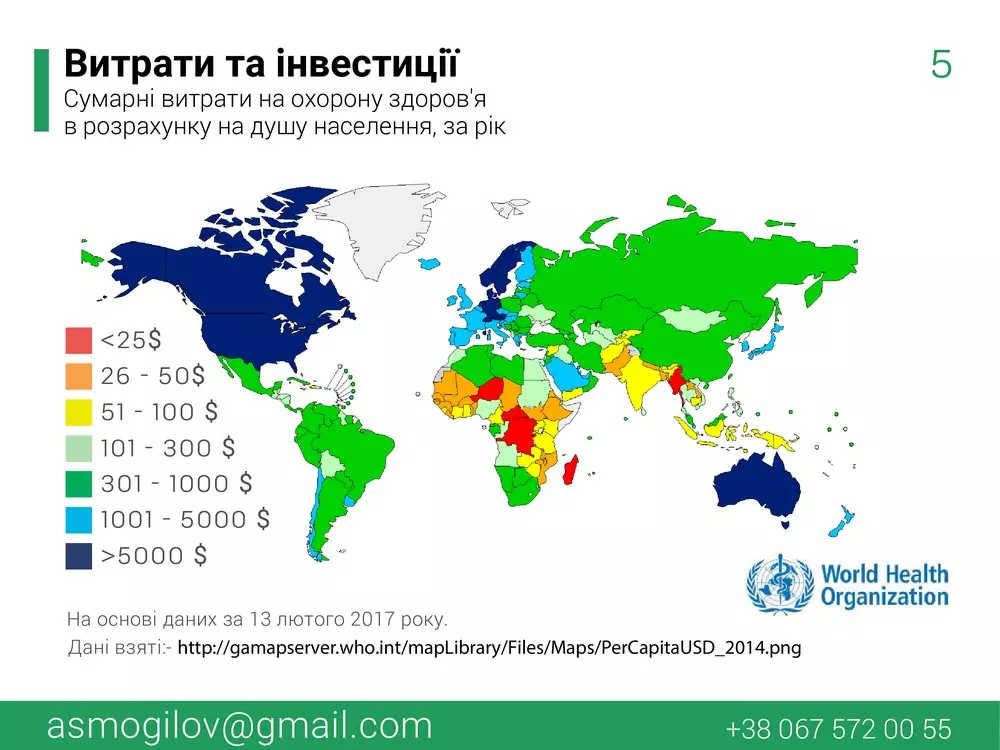 Витрати та інвестиції
5
Сумарні витрати на охорону здоров'я
в розрахунку на душу населення, за рік
<25$
26 - 50$
51 - 100 $
101 - 300 $
301 - 1000 $
1001 - 5000 $
>5000 $
World Health
Organization
На основі даних за 13 лютого 2017 року.
Дані взяті:- http://gamapserver.who.int/mapLibrary/Files/Maps/PerCapitaUSD_2014.png
asmogilov@gmail.com
+38 067 572 00 55